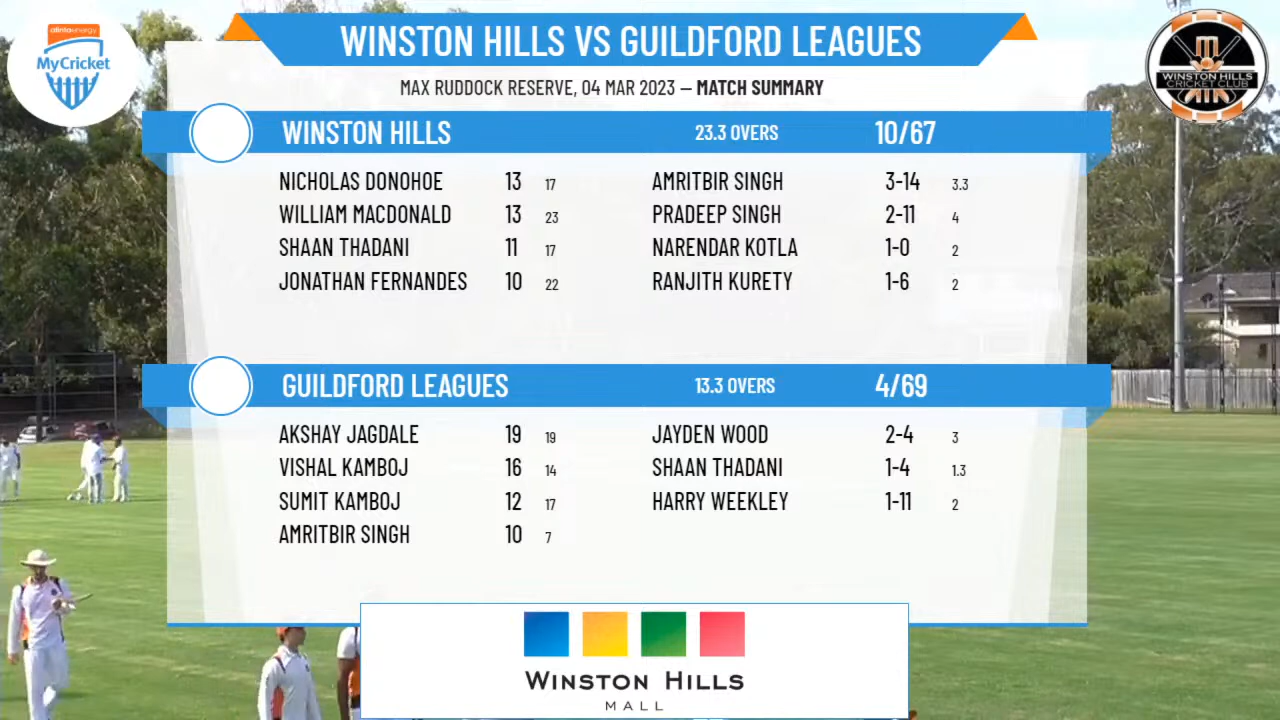 alintaenergy
MyCricket
WINSTON HILLS VS GUILDFORD LEAGUES
WINSTON HILLS
CRICKET CLUB
MAX RUDDOCK RESERVE, 04 MAR 2023 – MATCH SUMMARY
WINSTON HILLS 23.3 OVERS 10/67
NICHOLAS DONOHOE 13 17 AMRITBIR SINGH 3-14 3.3
WILLIAM MACDONALD 13 23 PRADEEP SINGH 2-11 4
SHAAN THADANI 11 17 NARENDAR KOTLA 1-0 2
JONATHAN FERNANDES 10 22 RANJITH KURETY 1-6 2
GUILDFORD LEAGUES 13.3 OVERS 4/69
AKSHAY JAGDALE 19 19 JAYDEN WOOD 2-4 3
VISHAL KAMBOJ 16 14 SHAAN THADANI 1-4 1.3
SUMIT KAMBOJ 12 17 HARRY WEEKLEY 1-11 2
AMRITBIR SINGH 10 7
WINSTON HILLS
MALL